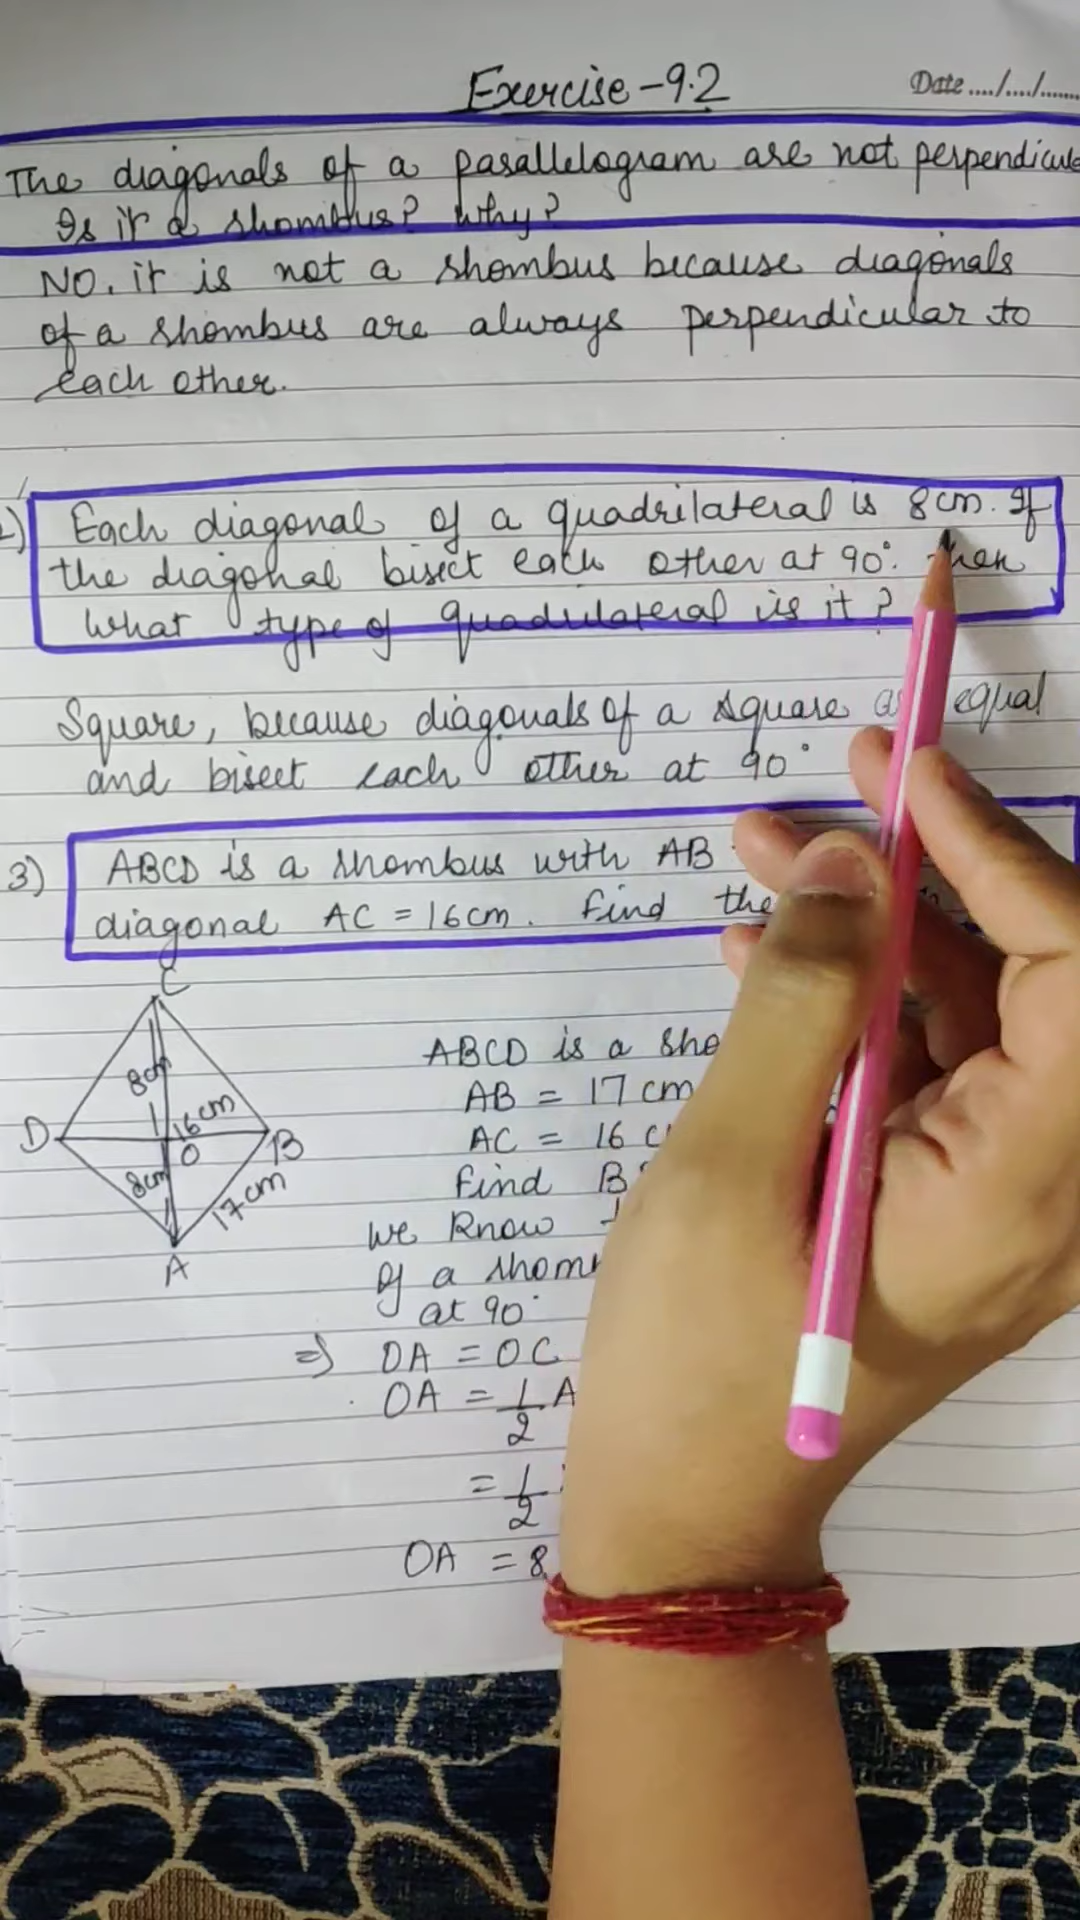 Exercise-9.2
Date..../..../.......
The diagonals of a parallelogram are not perpendicula
Is it a rhombus? Why?
NO, it is not a rhombus because diagonals
of a rhombus are always perpendicular to
each other.
Each diagonal of a quadrilateral is 8cm. If
the diagonal bisect each other at 90°. then
what type of quadrilateral is it?
Square, because diagonals of a square equal
and bisect each other at 90°
3) ABCD is a rhombus with AB
diagonal AC = 16cm. find the
C
8cm
D 16cm
O B
8cm 17cm
A
ABCD is a rho
AB = 17 cm
AC = 16 c
find B
we know t
of a rhom
at 90°
⇒ OA = OC
OA = 1/2 A
= 1/2
OA = 8